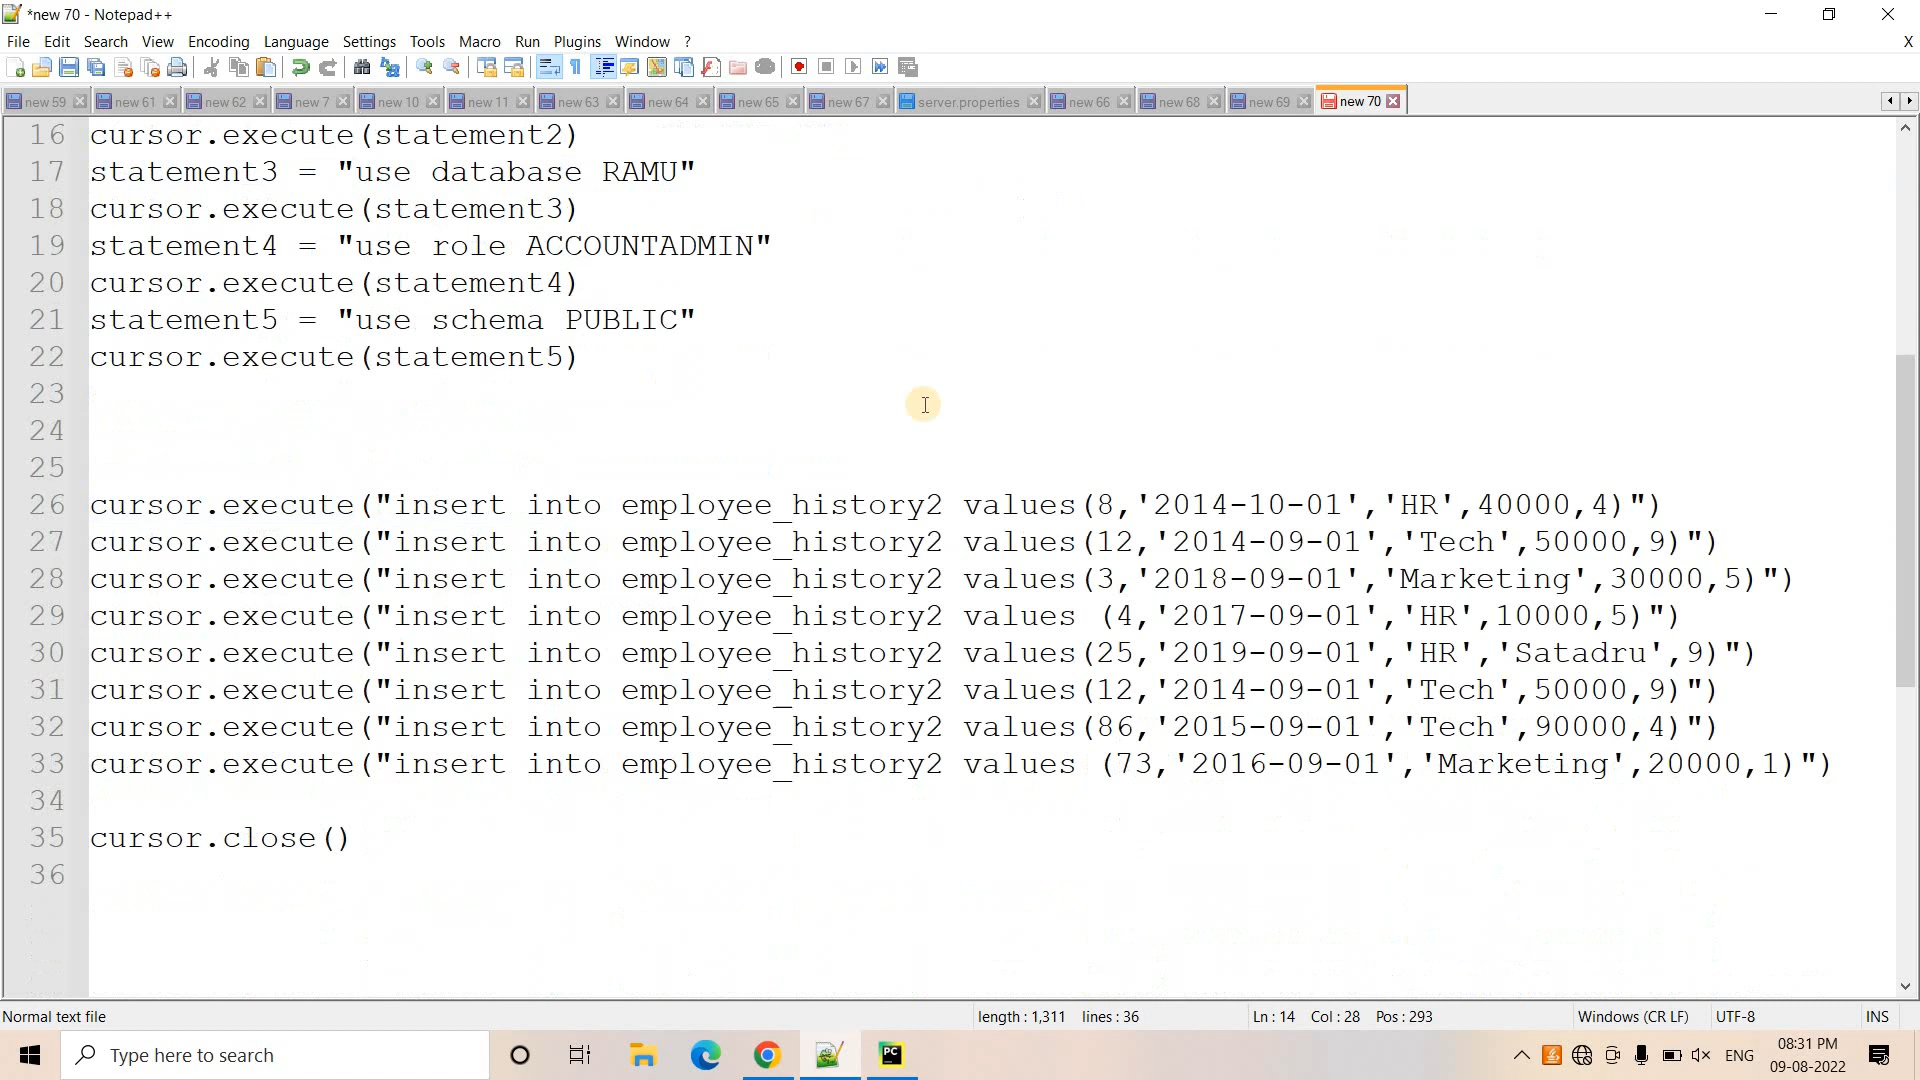 *new 70 - Notepad++
File Edit Search View Encoding Language Settings Tools Macro Run Plugins Window ? X
new 59 new 61 new 62 new 7 new 10 new 11 new 63 new 64 new 65 new 67 server.properties new 66 new 68 new 69 new 70
16 cursor.execute(statement2)
17 statement3 = "use database RAMU"
18 cursor.execute(statement3)
19 statement4 = "use role ACCOUNTADMIN"
20 cursor.execute(statement4)
21 statement5 = "use schema PUBLIC"
22 cursor.execute(statement5)
23
24
25
26 cursor.execute("insert into employee_history2 values(8,'2014-10-01','HR',40000,4)")
27 cursor.execute("insert into employee_history2 values(12,'2014-09-01','Tech',50000,9)")
28 cursor.execute("insert into employee_history2 values(3,'2018-09-01','Marketing',30000,5)")
29 cursor.execute("insert into employee_history2 values (4,'2017-09-01','HR',10000,5)")
30 cursor.execute("insert into employee_history2 values(25,'2019-09-01','HR','Satadru',9)")
31 cursor.execute("insert into employee_history2 values(12,'2014-09-01','Tech',50000,9)")
32 cursor.execute("insert into employee_history2 values(86,'2015-09-01','Tech',90000,4)")
33 cursor.execute("insert into employee_history2 values (73,'2016-09-01','Marketing',20000,1)")
34
35 cursor.close()
36
Normal text file length : 1,311 lines : 36 Ln : 14 Col : 28 Pos : 293 Windows (CR LF) UTF-8 INS
Type here to search PC ENG 08:31 PM
09-08-2022